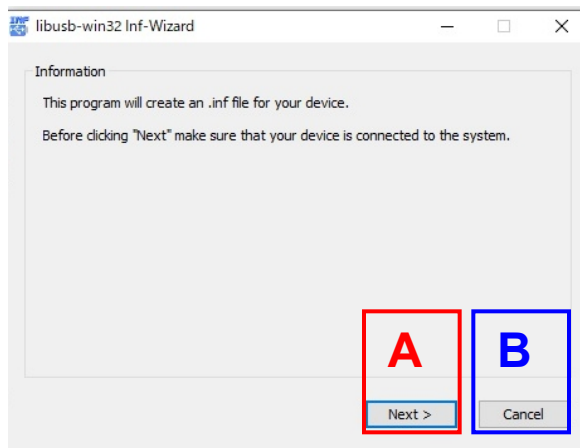 libusb-win32 Inf-Wizard
Information
This program will create an .inf file for your device.
Before clicking "Next" make sure that your device is connected to the system.
A B
Next > Cancel